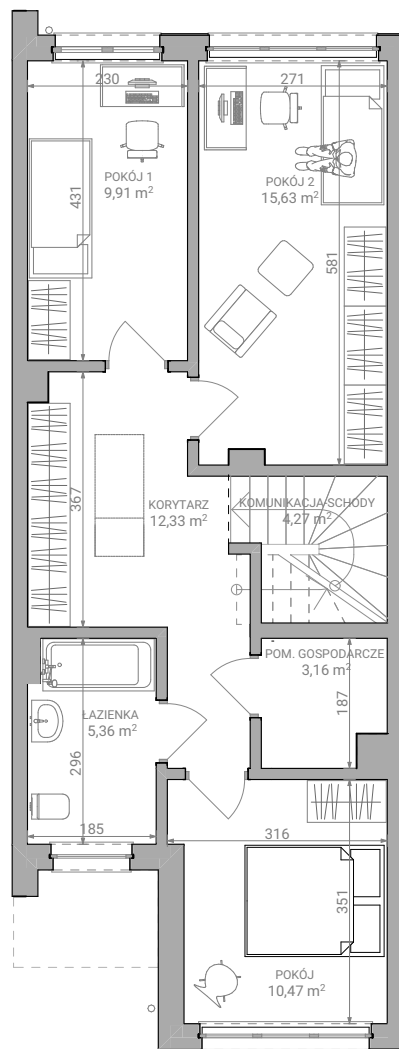 230
271
POKÓJ 1
9,91 m²
431
POKÓJ 2
15,63 m²
581
367
KORYTARZ
12,33 m²
KOMUNIKACJA-SCHODY
4,27 m²
POM. GOSPODARCZE
3,16 m²
187
ŁAZIENKA
5,36 m²
296
185
316
351
POKÓJ
10,47 m²